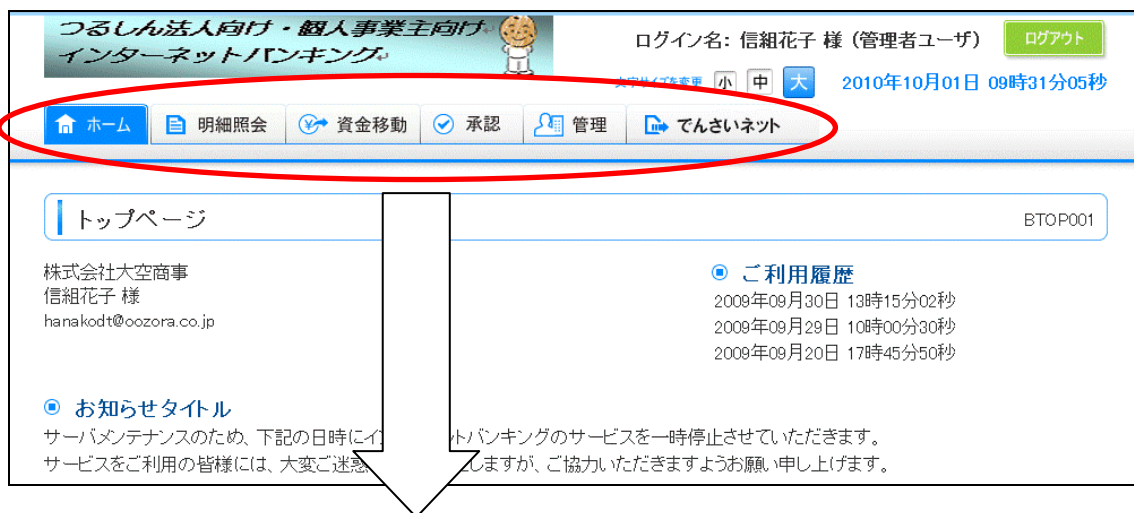 つるしん法人向け・個人事業主向け
インターネットバンキング
ログイン名: 信組花子 様 (管理者ユーザ) ログアウト
文字サイズを変更 小 中 大 2010年10月01日 09時31分05秒
ホーム 明細照会 資金移動 承認 管理 でんさいネット
トップページ BTOP001
株式会社大空商事
信組花子 様
hanakodt@oozora.co.jp
ご利用履歴
2009年09月30日 13時15分02秒
2009年09月29日 10時00分30秒
2009年09月20日 17時45分50秒
お知らせタイトル
サーバメンテナンスのため、下記の日時にイ ットバンキングのサービスを一時停止させていただきます。
サービスをご利用の皆様には、大変ご迷惑 しますが、ご協力いただきますようお願い申し上げます。